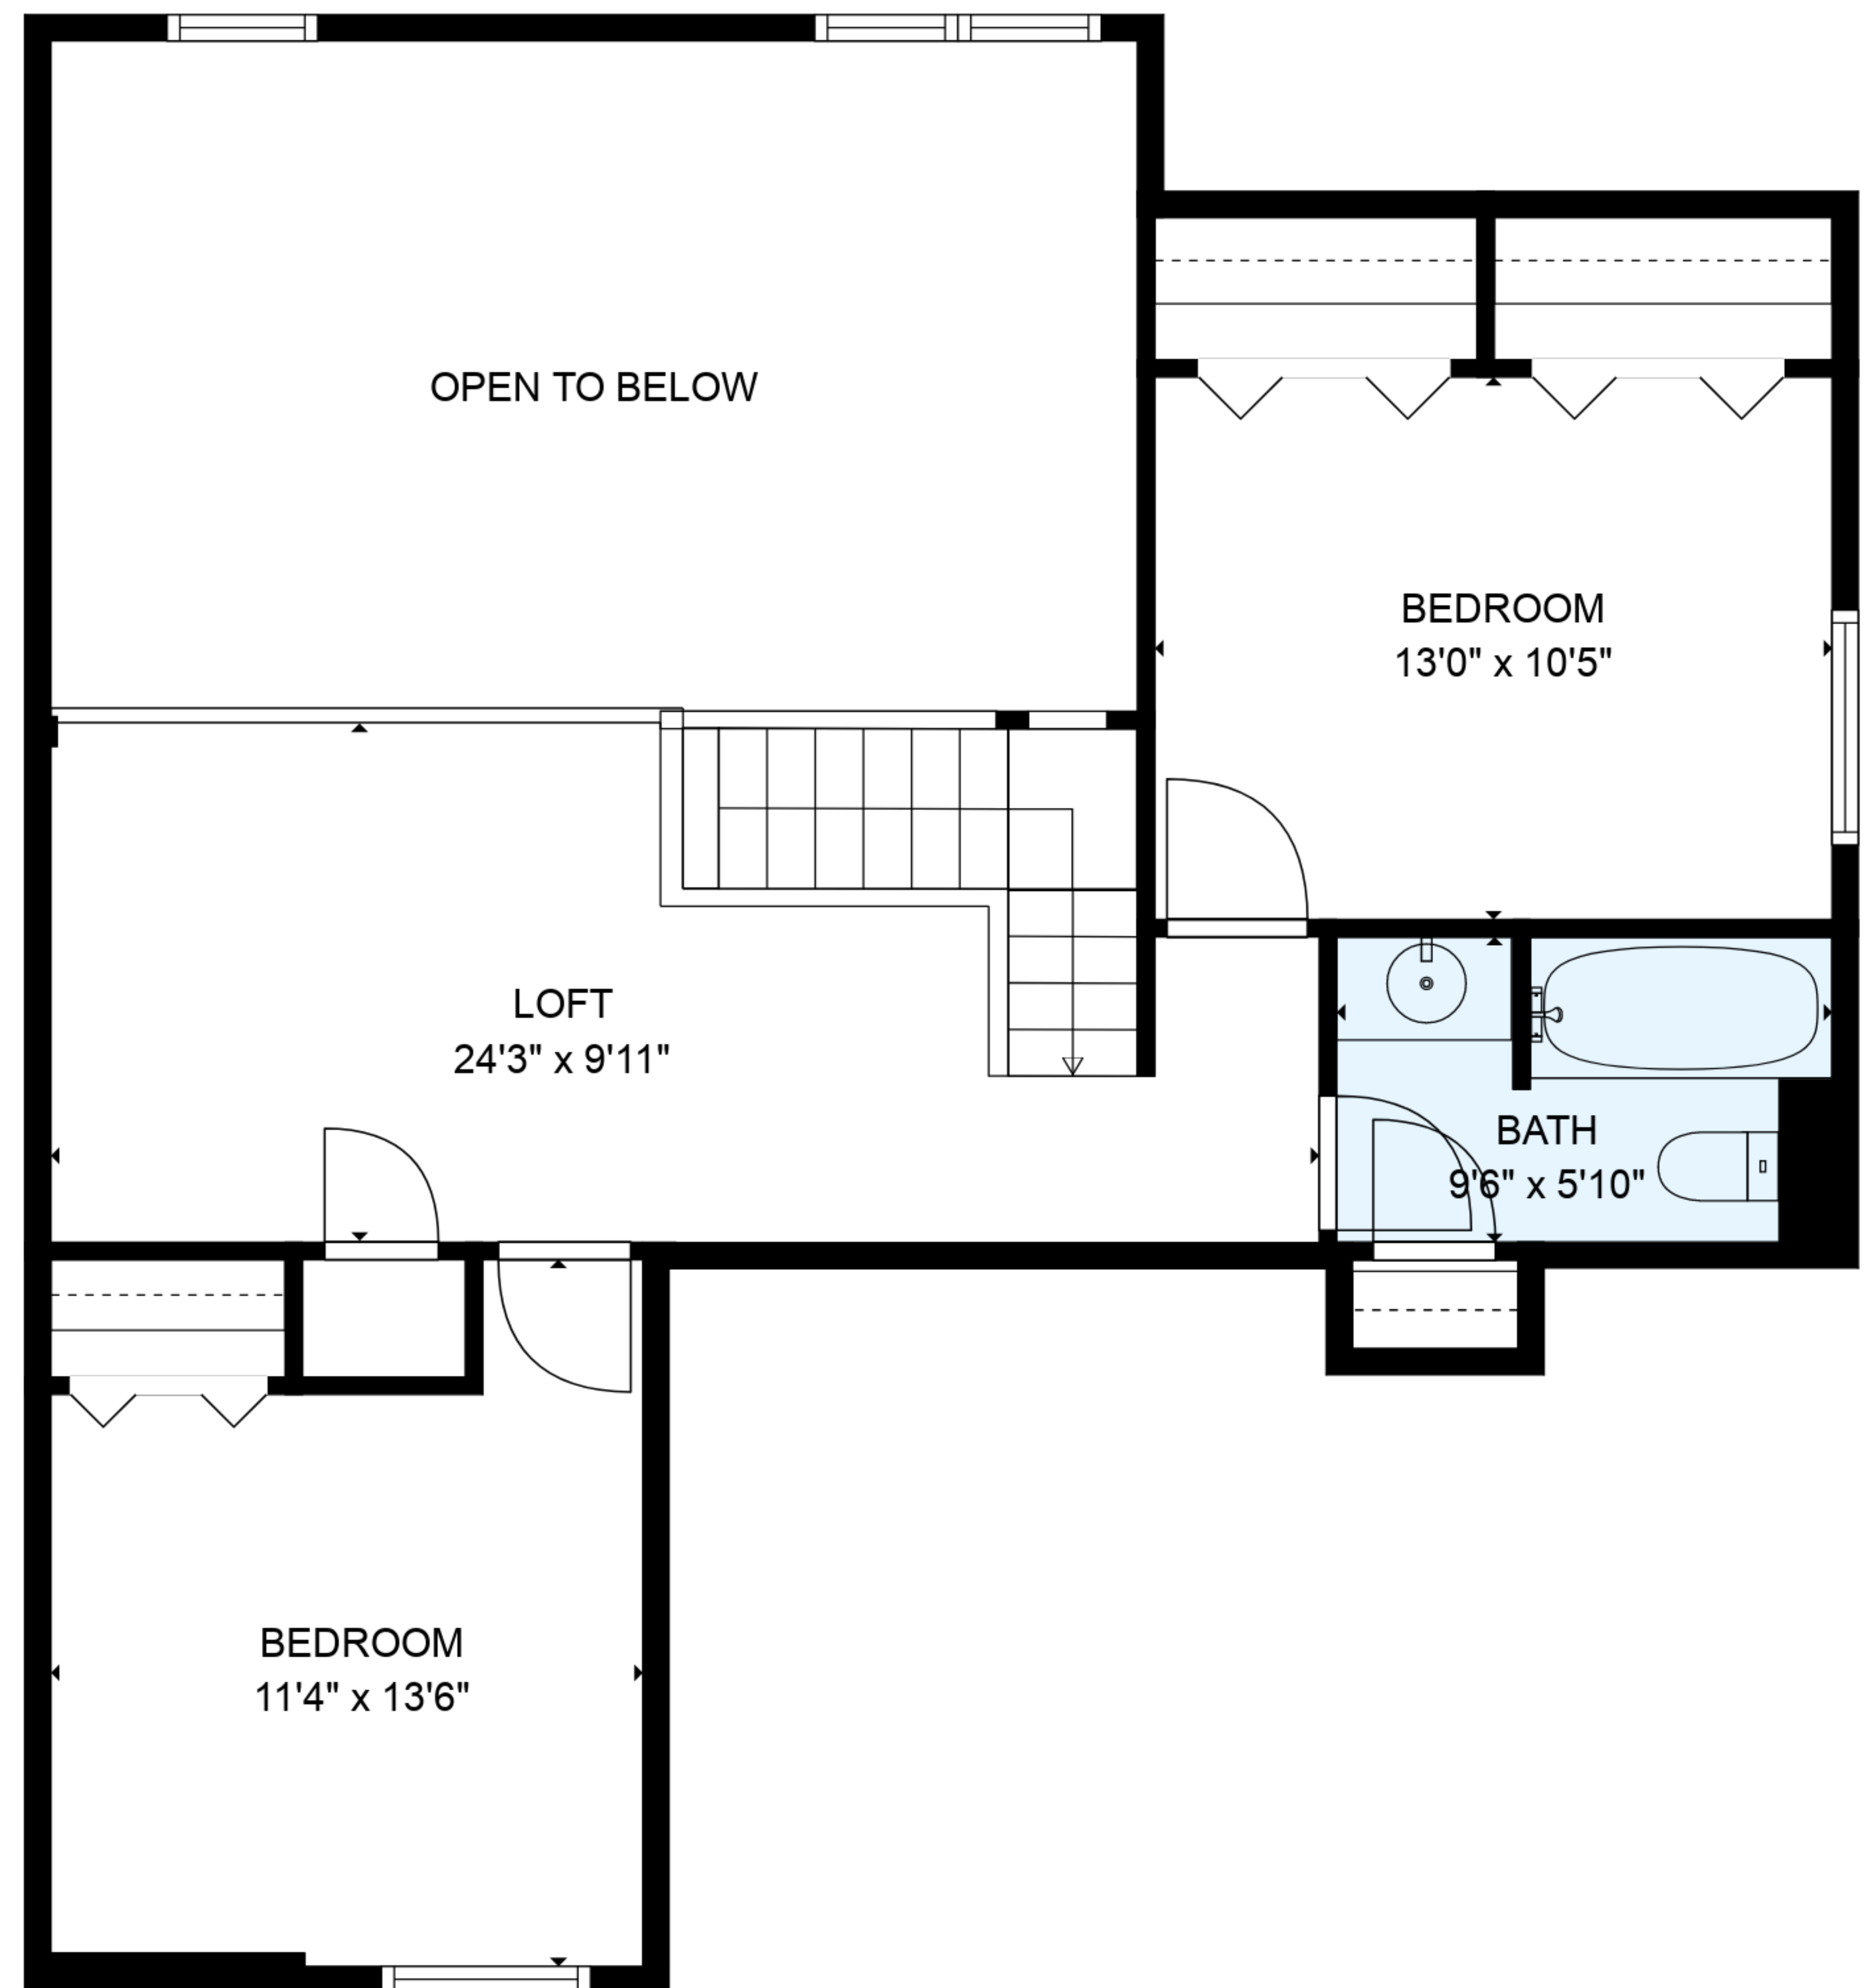 OPEN TO BELOW
BEDROOM
13'0" x 10'5"
LOFT
24'3" x 9'11"
BATH
9'6" x 5'10"
BEDROOM
11'4" x 13'6"